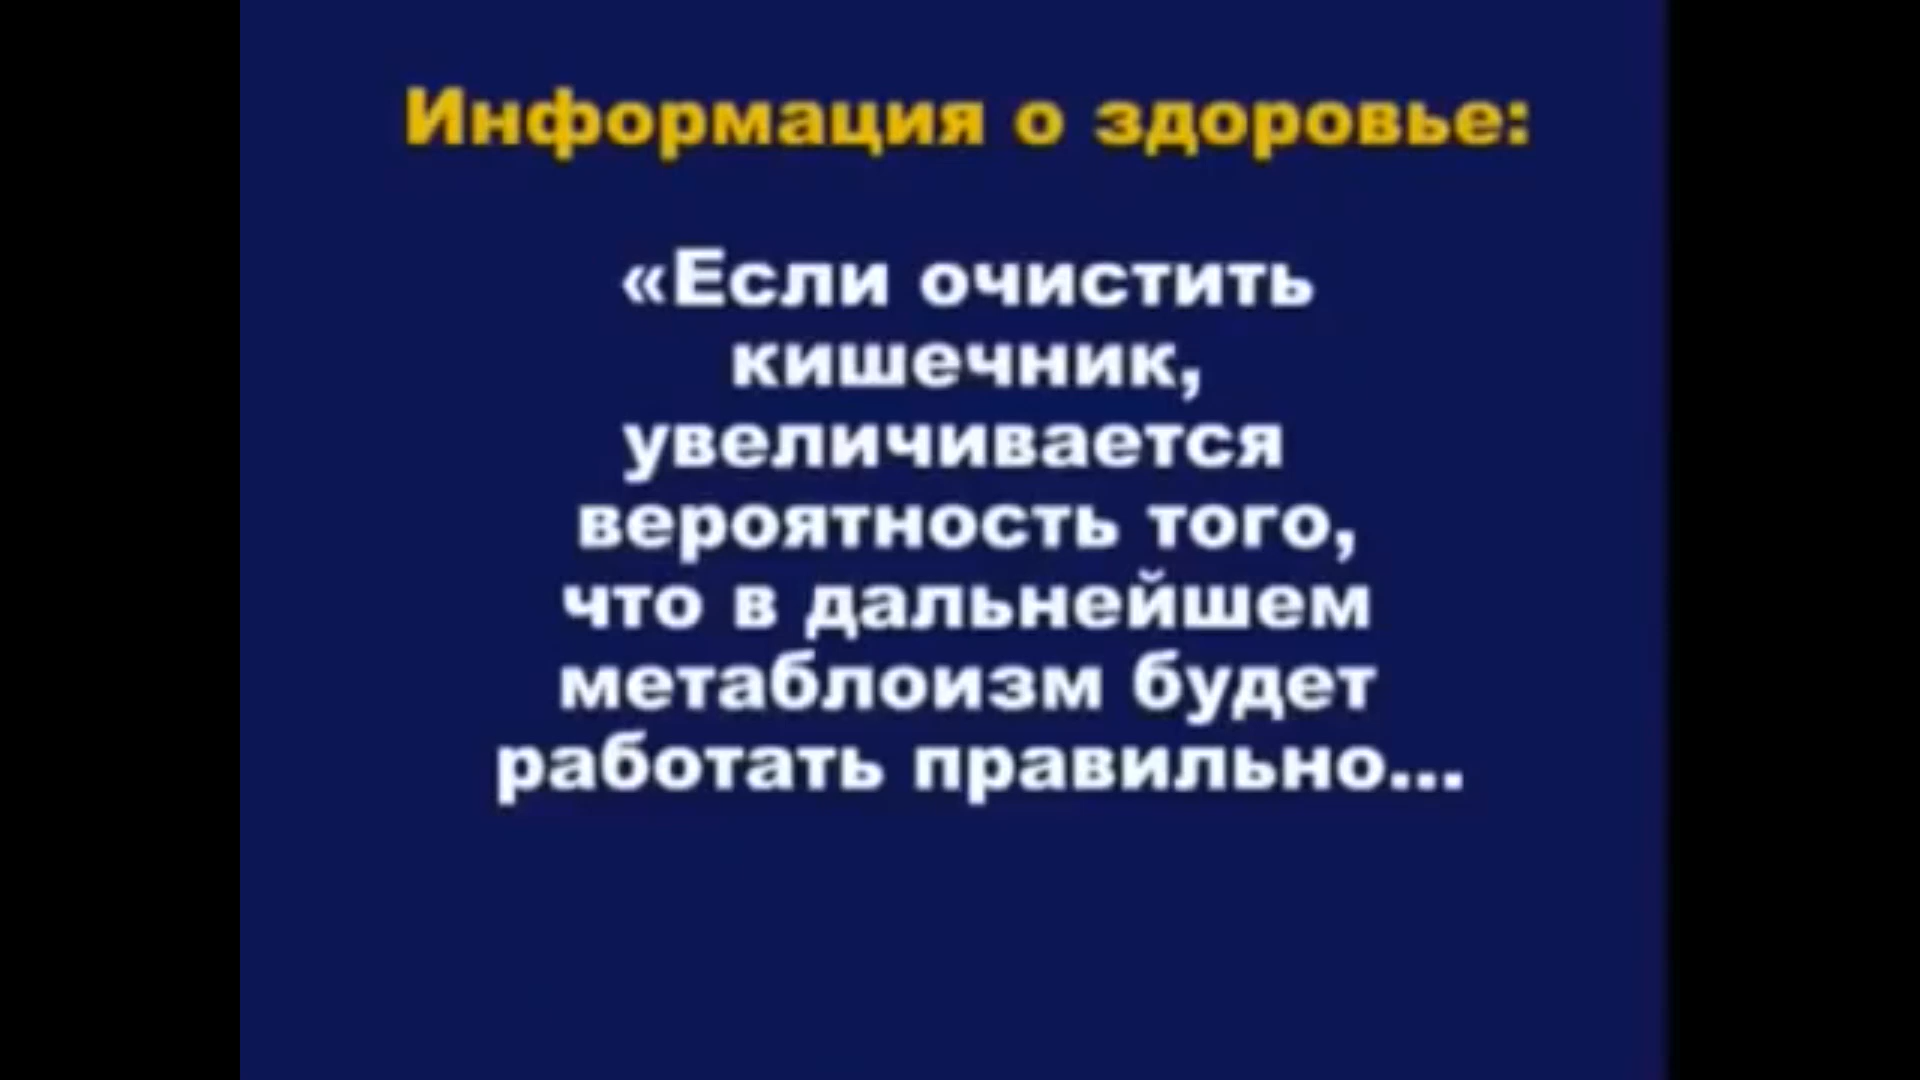 Информация о здоровье:
«Если очистить
кишечник,
увеличивается
вероятность того,
что в дальнейшем
метаблоизм будет
работать правильно...